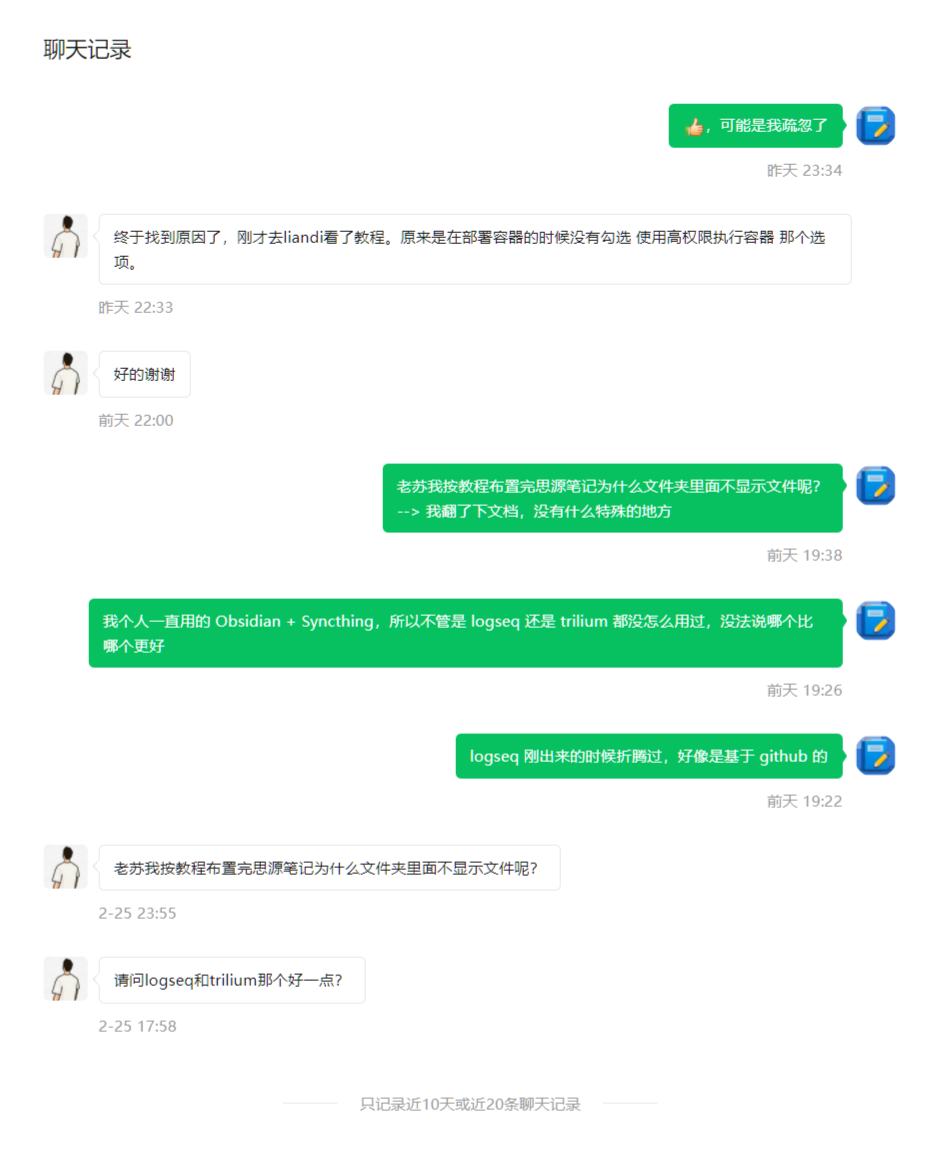 聊天记录
👍，可能是我疏忽了
昨天 23:34
终于找到原因了，刚才去liandi看了教程。原来是在部署容器的时候没有勾选 使用高权限执行容器 那个选
项。
昨天 22:33
好的谢谢
前天 22:00
老苏我按教程布置完思源笔记为什么文件夹里面不显示文件呢？
--> 我翻了下文档，没有什么特殊的地方
前天 19:38
我个人一直用的 Obsidian + Syncthing，所以不管是 logseq 还是 trilium 都没怎么用过，没法说哪个比
哪个更好
前天 19:26
logseq 刚出来的时候折腾过，好像是基于 github 的
前天 19:22
老苏我按教程布置完思源笔记为什么文件夹里面不显示文件呢？
2-25 23:55
请问logseq和trilium那个好一点？
2-25 17:58
只记录近10天或近20条聊天记录